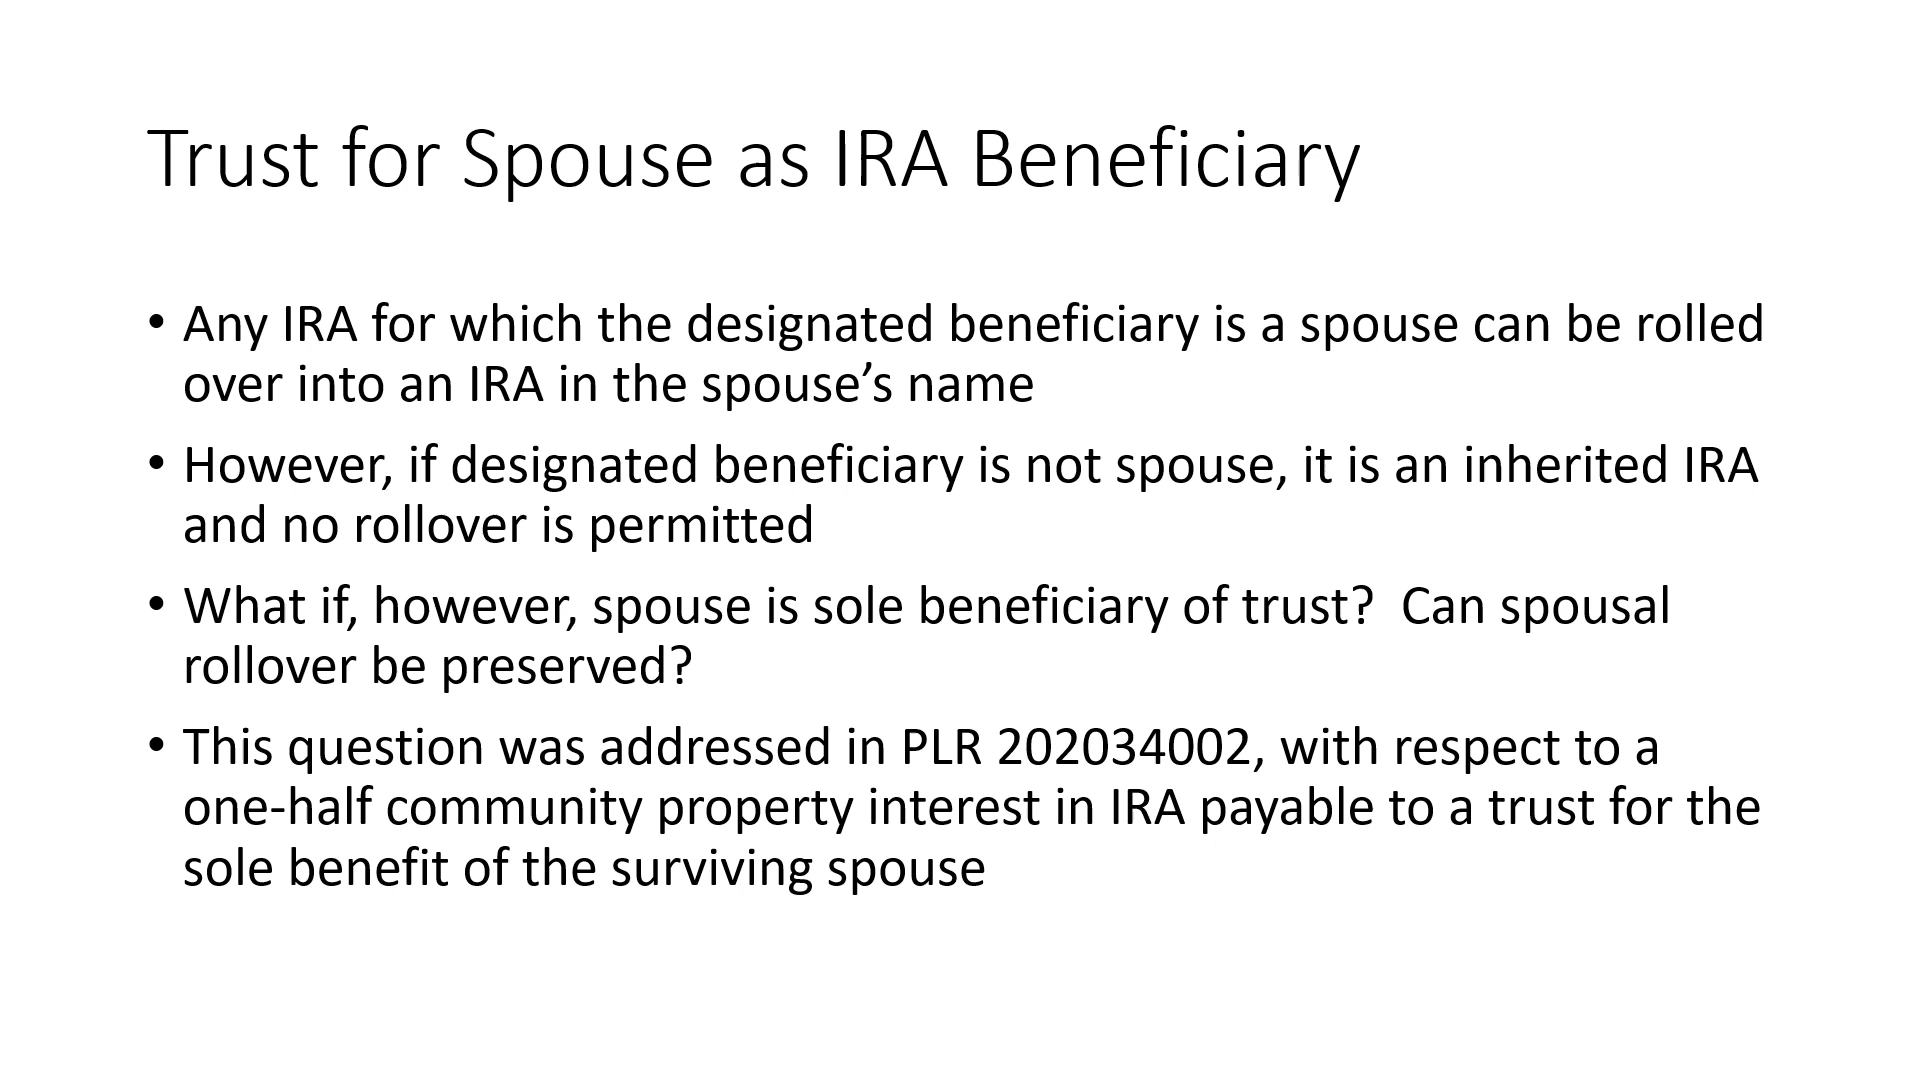 Trust for Spouse as IRA Beneficiary
• Any IRA for which the designated beneficiary is a spouse can be rolled
over into an IRA in the spouse’s name
• However, if designated beneficiary is not spouse, it is an inherited IRA
and no rollover is permitted
• What if, however, spouse is sole beneficiary of trust?  Can spousal
rollover be preserved?
• This question was addressed in PLR 202034002, with respect to a
one-half community property interest in IRA payable to a trust for the
sole benefit of the surviving spouse